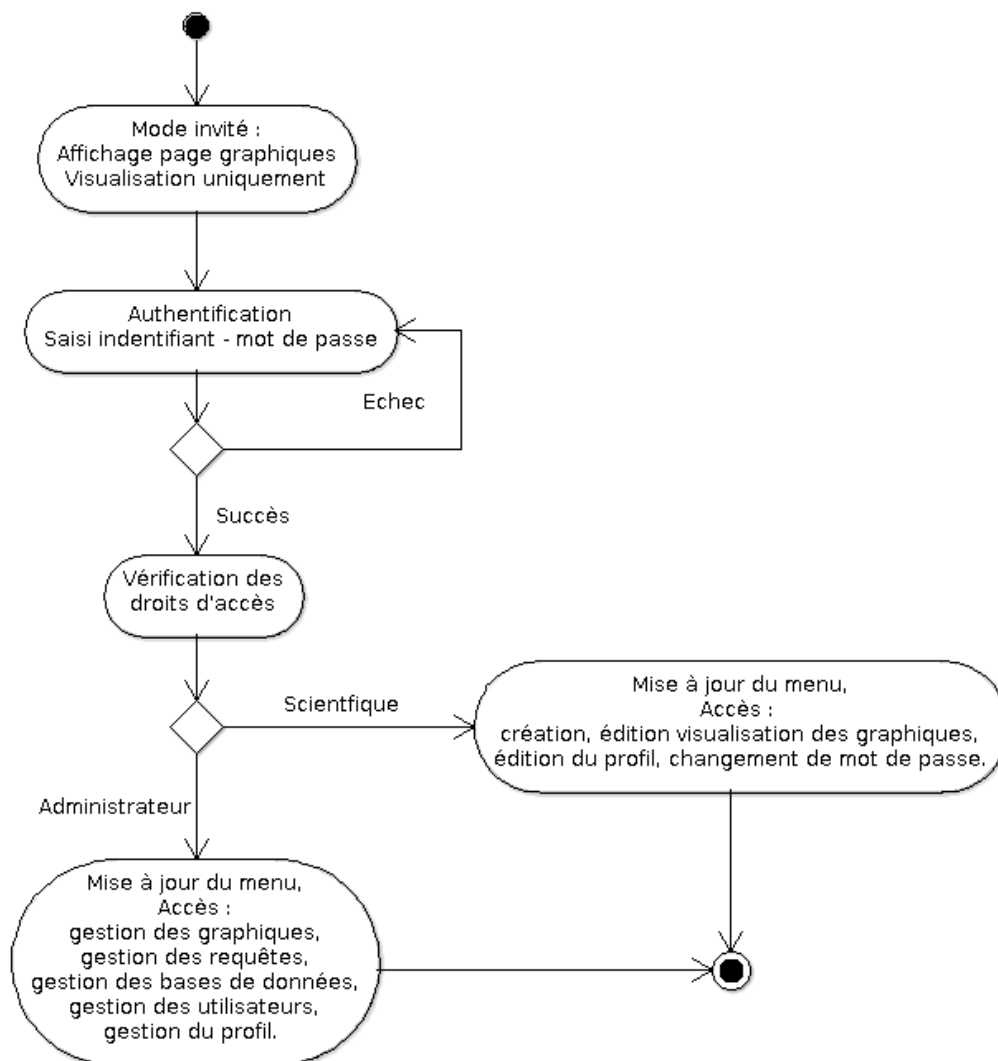 Mode invité :
Affichage page graphiques
Visualisation uniquement
Authentification
Saisi indentifiant - mot de passe
Echec
Succès
Vérification des
droits d'accès
Scientfique
Mise à jour du menu,
Accès :
création, édition visualisation des graphiques,
édition du profil, changement de mot de passe.
Administrateur
Mise à jour du menu,
Accès :
gestion des graphiques,
gestion des requêtes,
gestion des bases de données,
gestion des utilisateurs,
gestion du profil.